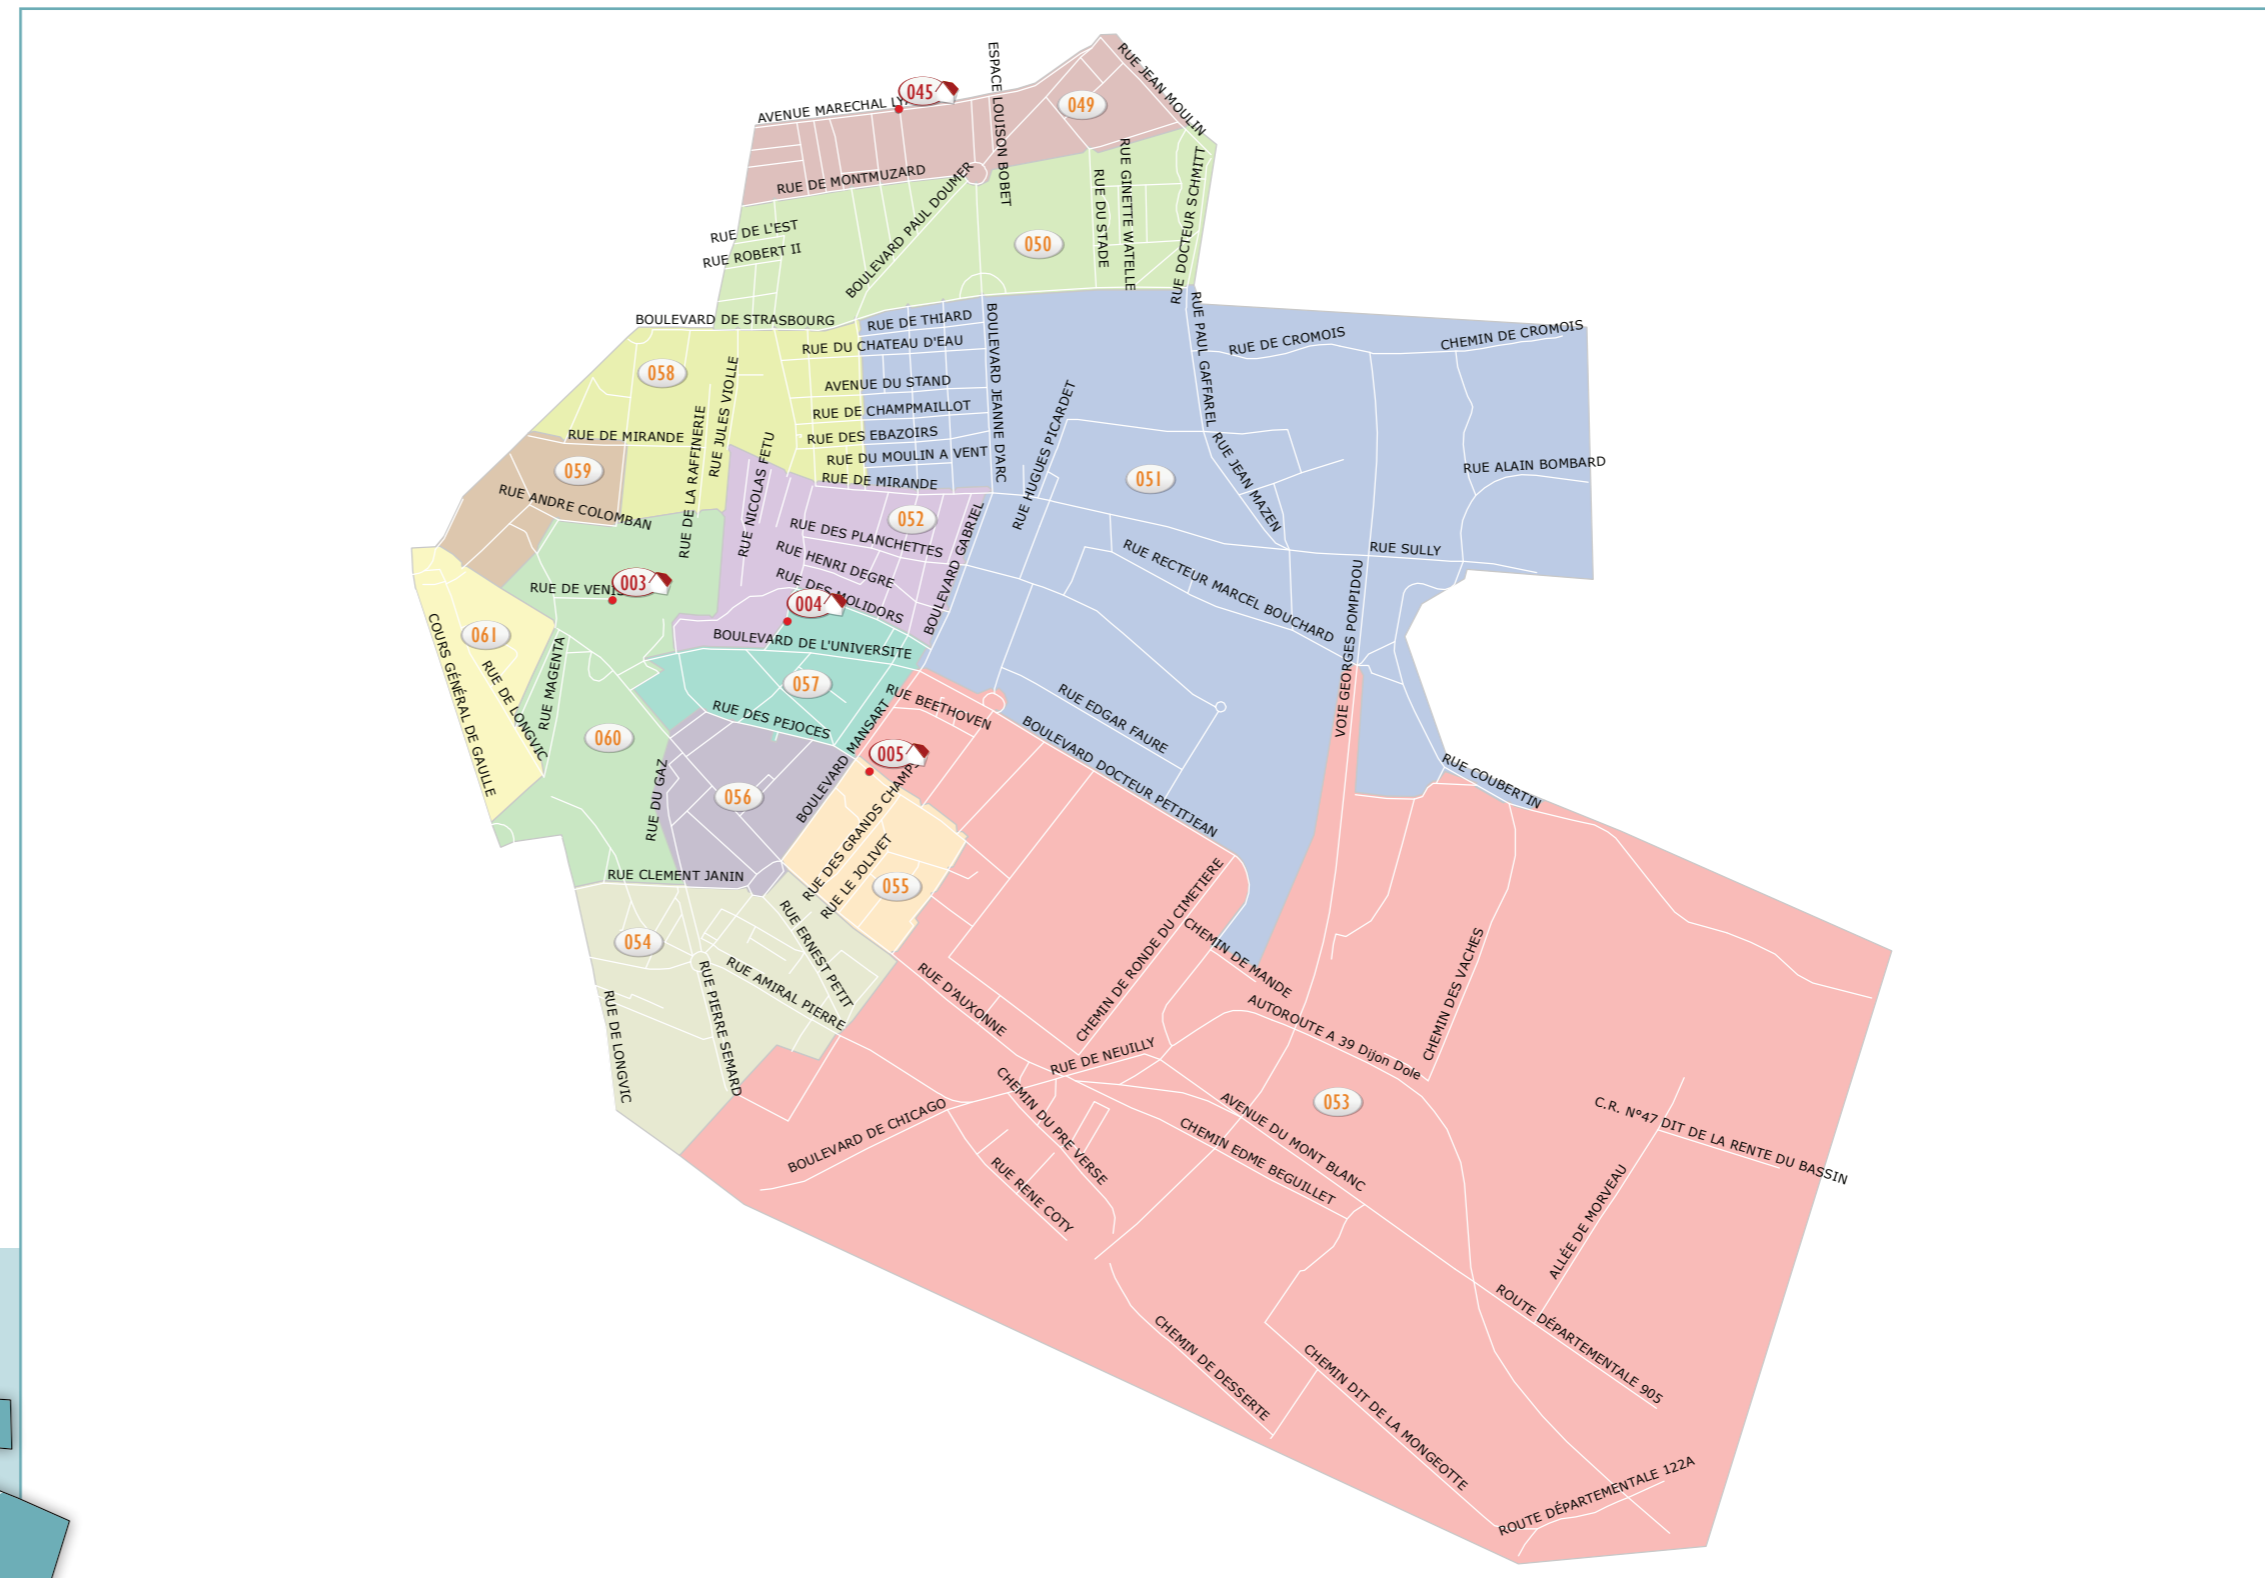 ESPACE LOUISON BOBET
RUE JEAN MOULIN
045
AVENUE MARECHAL
049
RUE DE MONTMUZARD
BOULEVARD PAUL DOUMER
RUE GINETTE WATELLE
RUE DU STADE
RUE DOCTEUR SCHMITT
RUE DE L'EST
RUE ROBERT II
050
BOULEVARD DE STRASBOURG
RUE DE THIARD
BOULEVARD JEANNE D'ARC
RUE PAUL GAFFAREL
RUE DE CROMOIS
CHEMIN DE CROMOIS
RUE DU CHATEAU D'EAU
058
RUE JULES VIOLLE
AVENUE DU STAND
RUE DE CHAMPMAILLOT
RUE HUGUES PICARDET
RUE DE MIRANDE
RUE DE LA RAFFINERIE
RUE NICOLAS FETU
RUE DES EBAZOIRS
RUE DU MOULIN A VENT
RUE DE MIRANDE
RUE JEAN MAZEN
RUE ALAIN BOMBARD
059
051
RUE ANDRE COLOMBAN
052
RUE DES PLANCHETTES
BOULEVARD GABRIEL
RUE HENRI DEGRE
RUE DES MOLIDORS
RUE RECTEUR MARCEL BOUCHARD
RUE SULLY
VOIE GEORGES POMPIDOU
RUE DE VENISE
003
004
061
COURS GÉNÉRAL DE GAULLE
RUE DE LONGVIC
RUE MAGENTA
BOULEVARD DE L'UNIVERSITE
057
RUE BEETHOVEN
RUE EDGAR FAURE
060
RUE DES PEJOCES
BOULEVARD MANSART
005
BOULEVARD DOCTEUR PETITJEAN
RUE COUBERTIN
RUE DU GAZ
056
RUE DES GRANDS CHAMPS
RUE LE JOLIVET
055
RUE CLEMENT JANIN
CHEMIN DE RONDE DU CIMETIERE
054
RUE ERNEST PETIT
RUE AMIRAL PIERRE
RUE PIERRE SEMARD
RUE DE LONGVIC
RUE D'AUXONNE
CHEMIN DE MANDE
CHEMIN DES VACHES
AUTOROUTE A 39 Dijon Dole
RUE DE NEUILLY
CHEMIN DU PRE VERSE
BOULEVARD DE CHICAGO
053
AVENUE DU MONT BLANC
CHEMIN EDME BEGUILLET
C.R. N°47 DIT DE LA RENTE DU BASSIN
RUE RENE COTY
ALLÉE DE MORVEAU
ROUTE DÉPARTEMENTALE 905
CHEMIN DE DESSERTE
CHEMIN DIT DE LA MONGEOTTE
ROUTE DÉPARTEMENTALE 122A